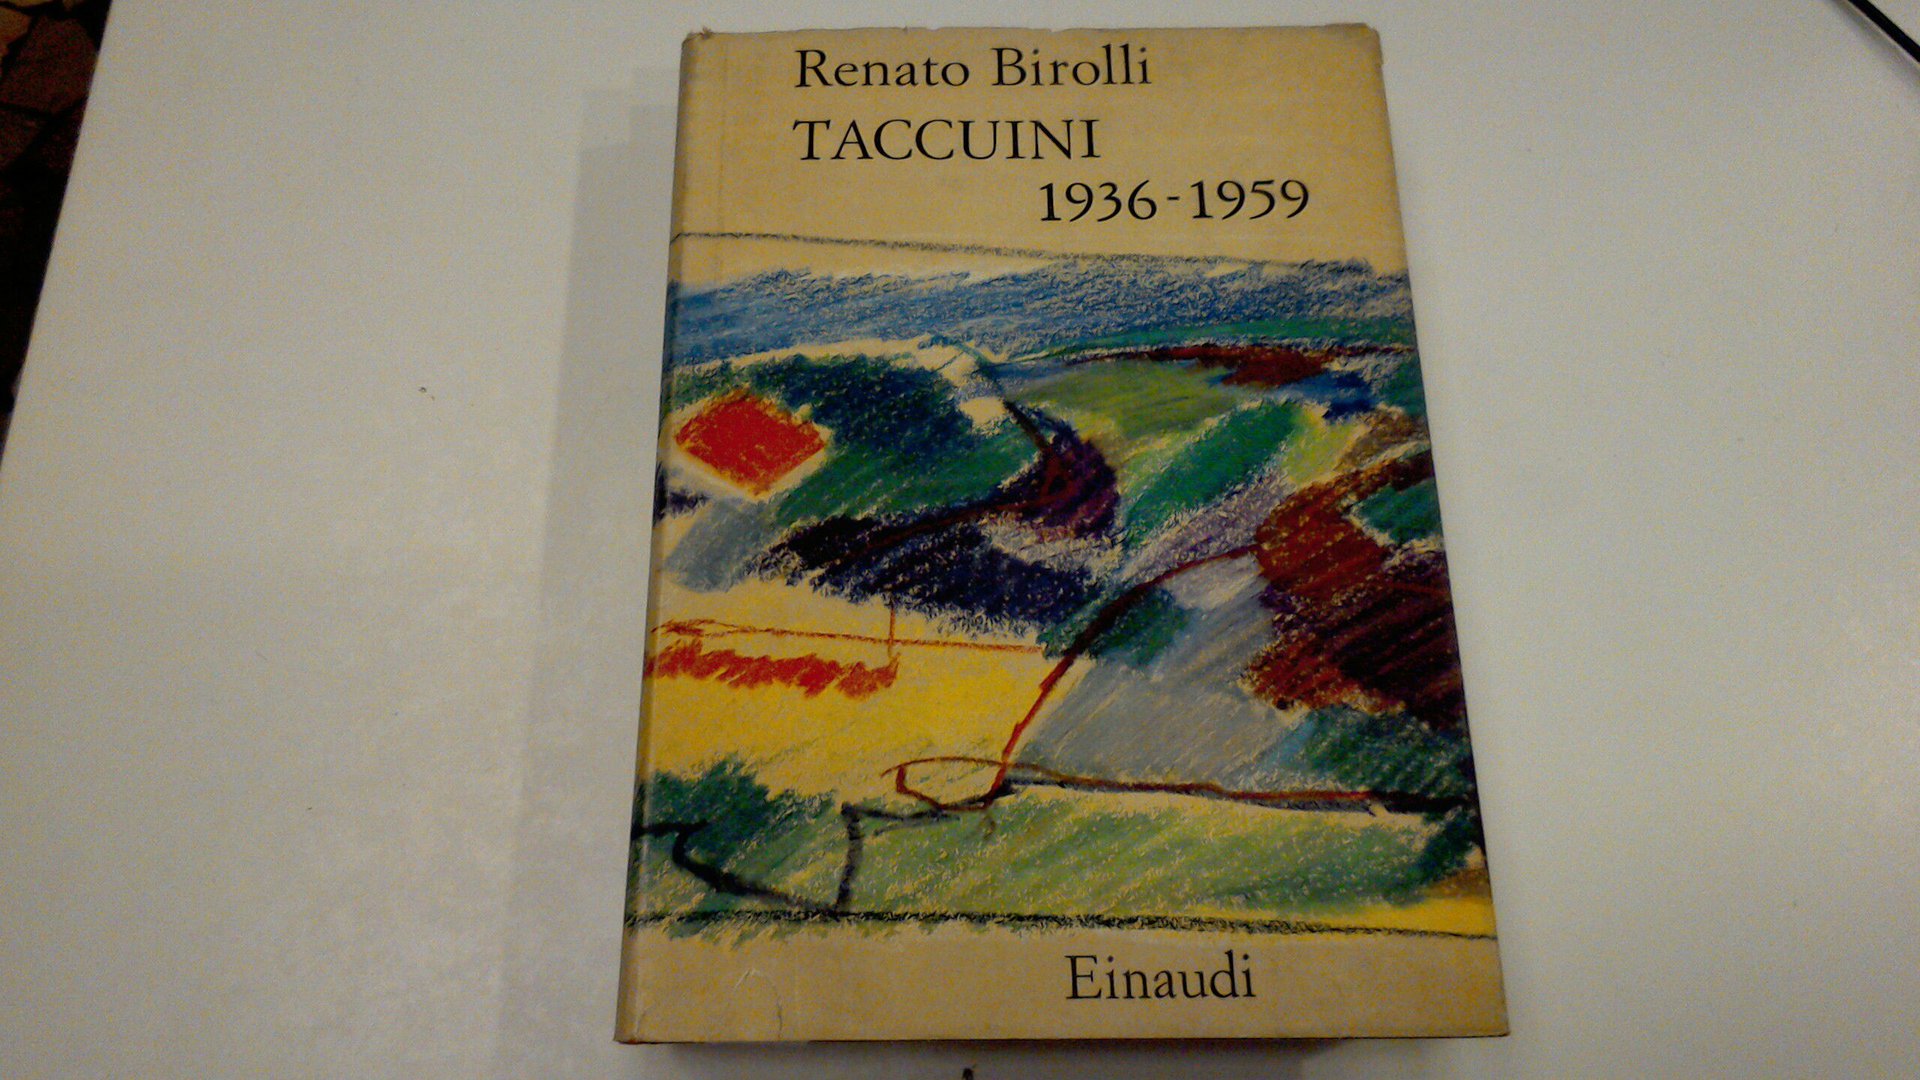 Renato Birolli
TACCUINI
1936-1959
Einaudi